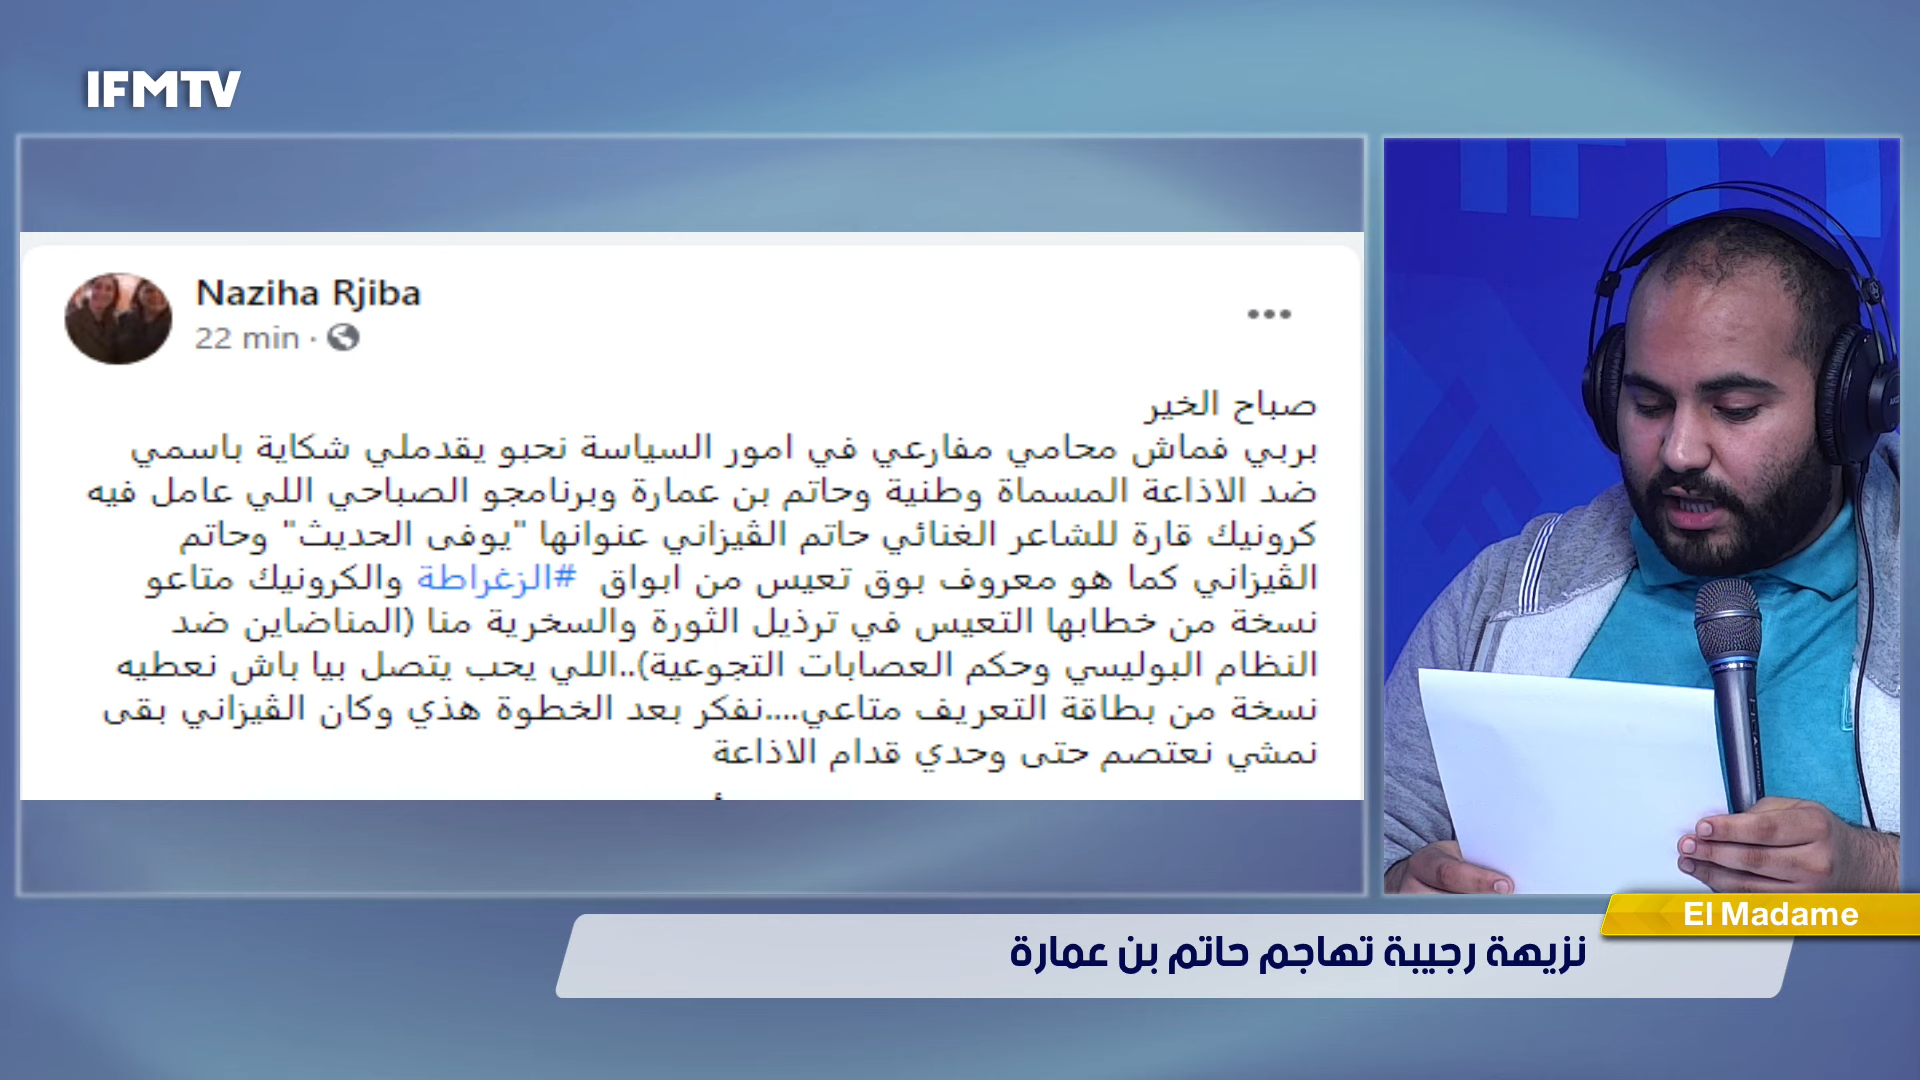 IFMTV
Naziha Rjiba
22 min ·
صباح الخير
بربي فماش محامي مفارعي في امور السياسة نحبو يقدملي شكاية باسمي
ضد الاذاعة المسماة وطنية وحاتم بن عمارة وبرنامجو الصباحي اللي عامل فيه
كرونيك قارة للشاعر الغنائي حاتم الڤيزاني عنوانها "يوفى الحديث" وحاتم
الڤيزاني كما هو معروف بوق تعيس من ابواق #الزغراطة والكرونيك متاعو
نسخة من خطابها التعيس في ترذيل الثورة والسخرية منا (المناضاين ضد
النظام البوليسي وحكم العصابات التجوعية)..اللي يحب يتصل بيا باش نعطيه
نسخة من بطاقة التعريف متاعي....نفكر بعد الخطوة هذي وكان الڤيزاني بقى
نمشي نعتصم حتى وحدي قدام الاذاعة
El Madame
نزيهة رجيبة تهاجم حاتم بن عمارة